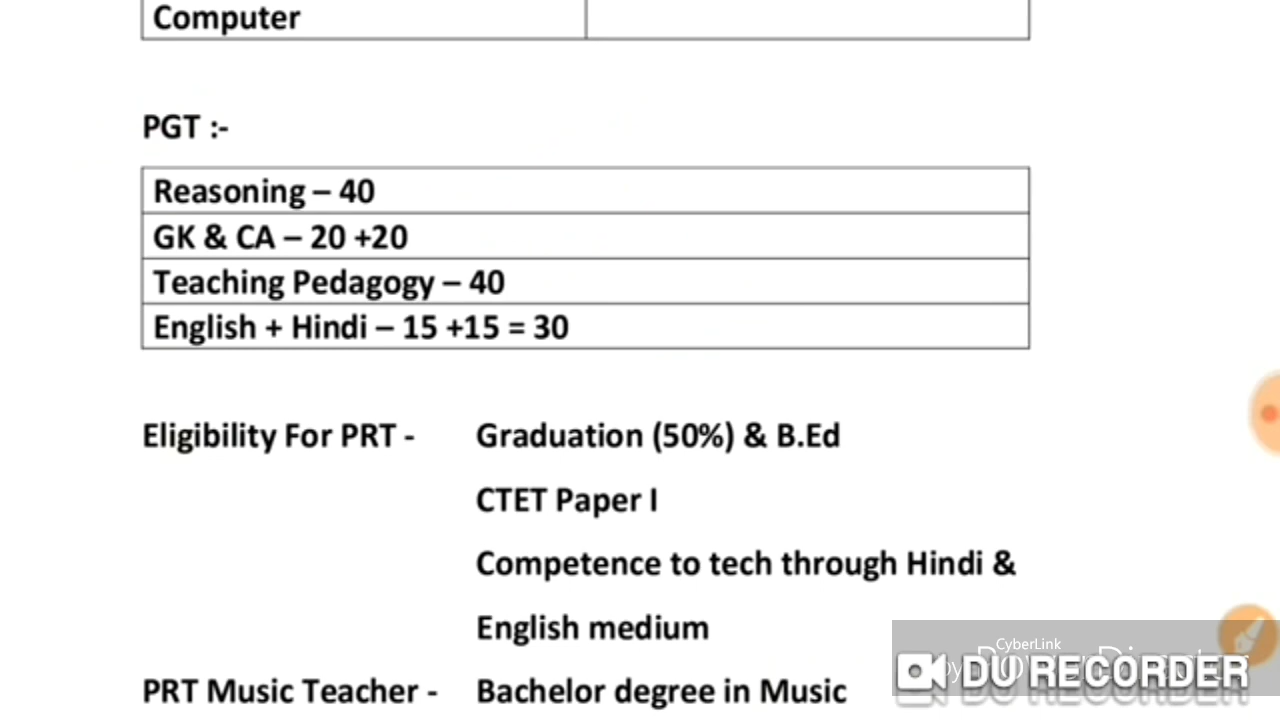 Computer
PGT :-
Reasoning – 40
GK & CA – 20 +20
Teaching Pedagogy – 40
English + Hindi – 15 +15 = 30
Eligibility For PRT - Graduation (50%) & B.Ed
CTET Paper I
Competence to tech through Hindi &
English medium
PRT Music Teacher - Bachelor degree in Music
CyberLink
DU RECORDER